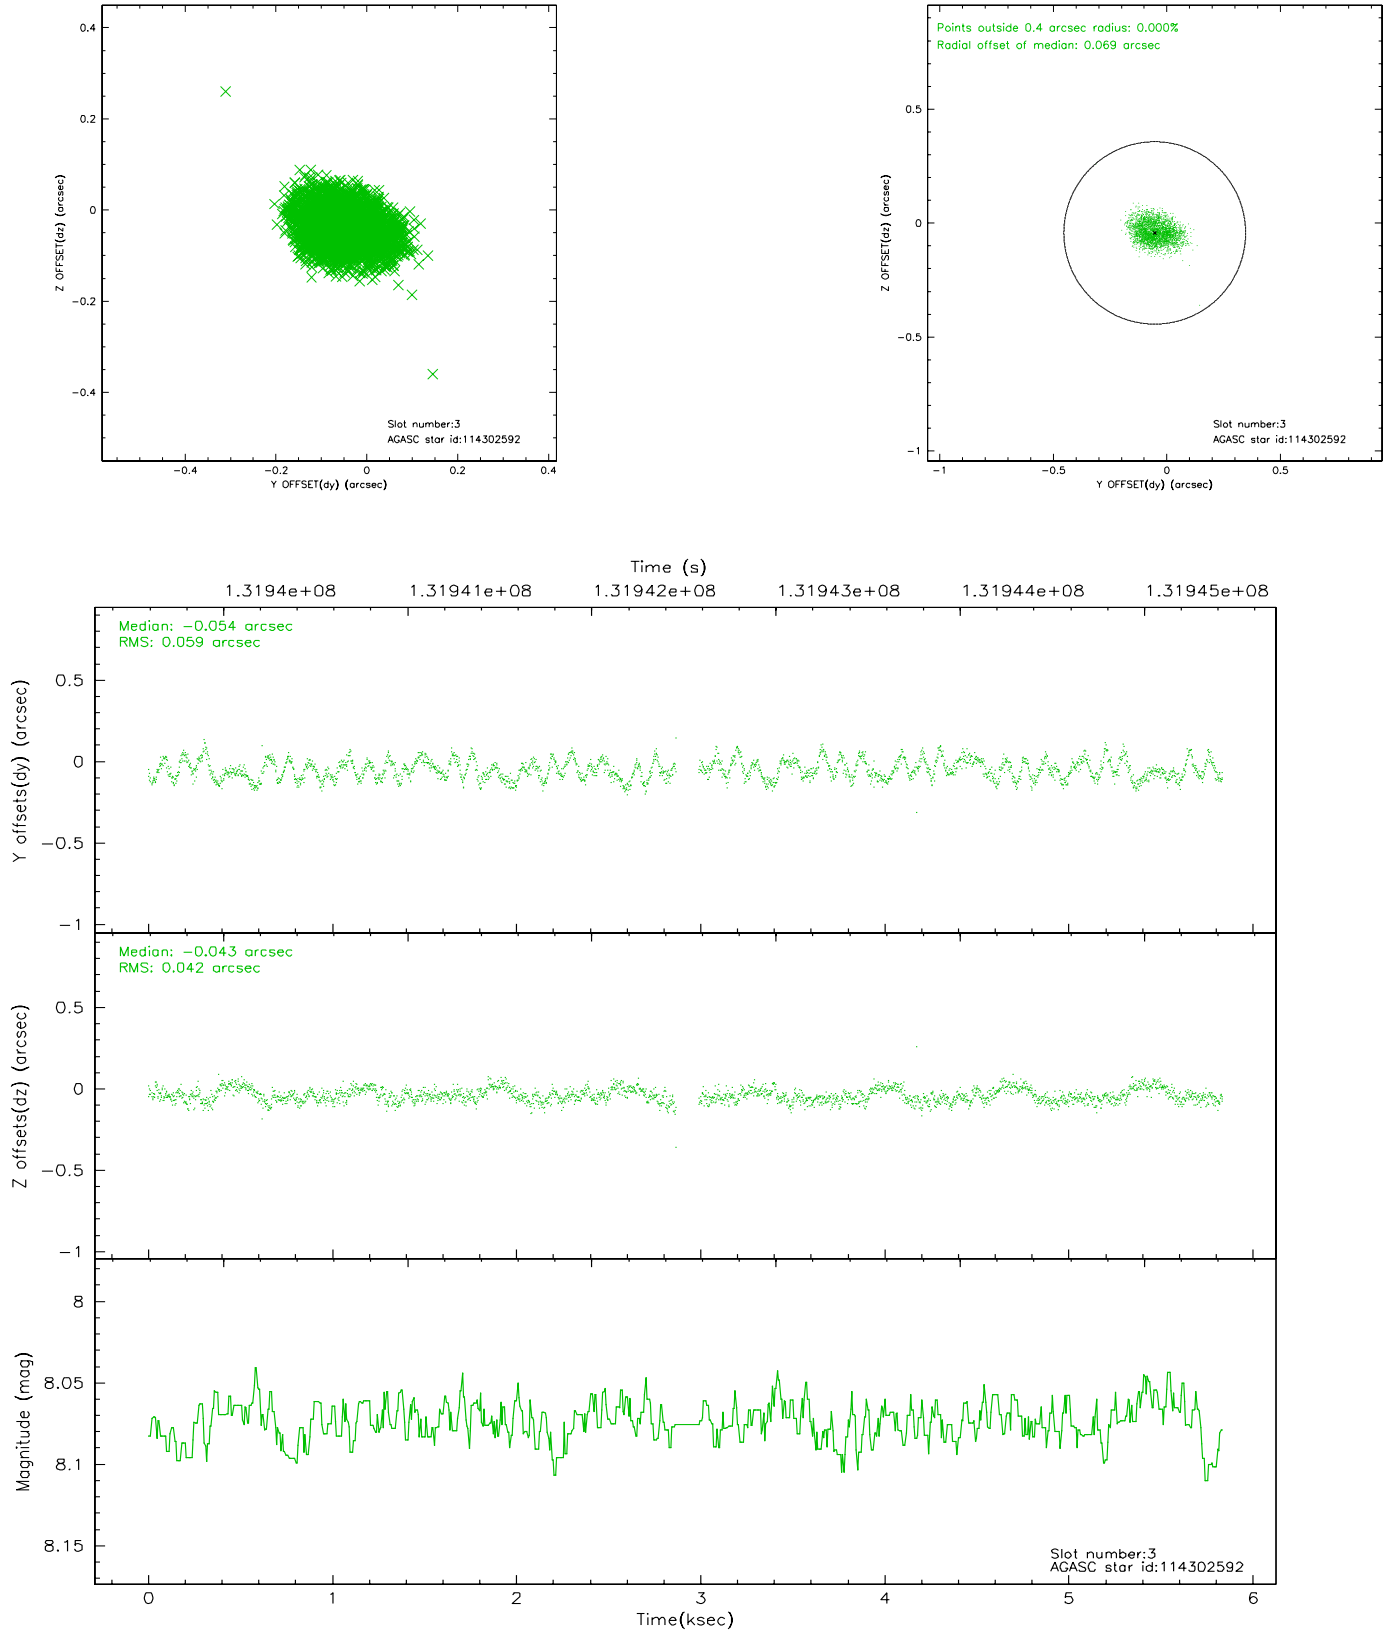 0.4
0.2
0
−0.2
−0.4
Z OFFSET(dz) (arcsec)
Slot number:3
AGASC star id:114302592
−0.4 −0.2 0 0.2 0.4
Y OFFSET(dy) (arcsec)
Points outside 0.4 arcsec radius: 0.000%
Radial offset of median: 0.069 arcsec
0.5
0
−0.5
−1
Z OFFSET(dz) (arcsec)
Slot number:3
AGASC star id:114302592
−1 −0.5 0 0.5
Y OFFSET(dy) (arcsec)
Time (s)
1.3194e+08 1.31941e+08 1.31942e+08 1.31943e+08 1.31944e+08 1.31945e+08
Median: −0.054 arcsec
RMS: 0.059 arcsec
0.5
0
−0.5
−1
Y offsets(dy) (arcsec)
Median: −0.043 arcsec
RMS: 0.042 arcsec
0.5
0
−0.5
−1
Z offsets(dz) (arcsec)
8
8.05
8.1
8.15
Magnitude (mag)
Slot number:3
AGASC star id:114302592
0 1 2 3 4 5 6
Time(ksec)